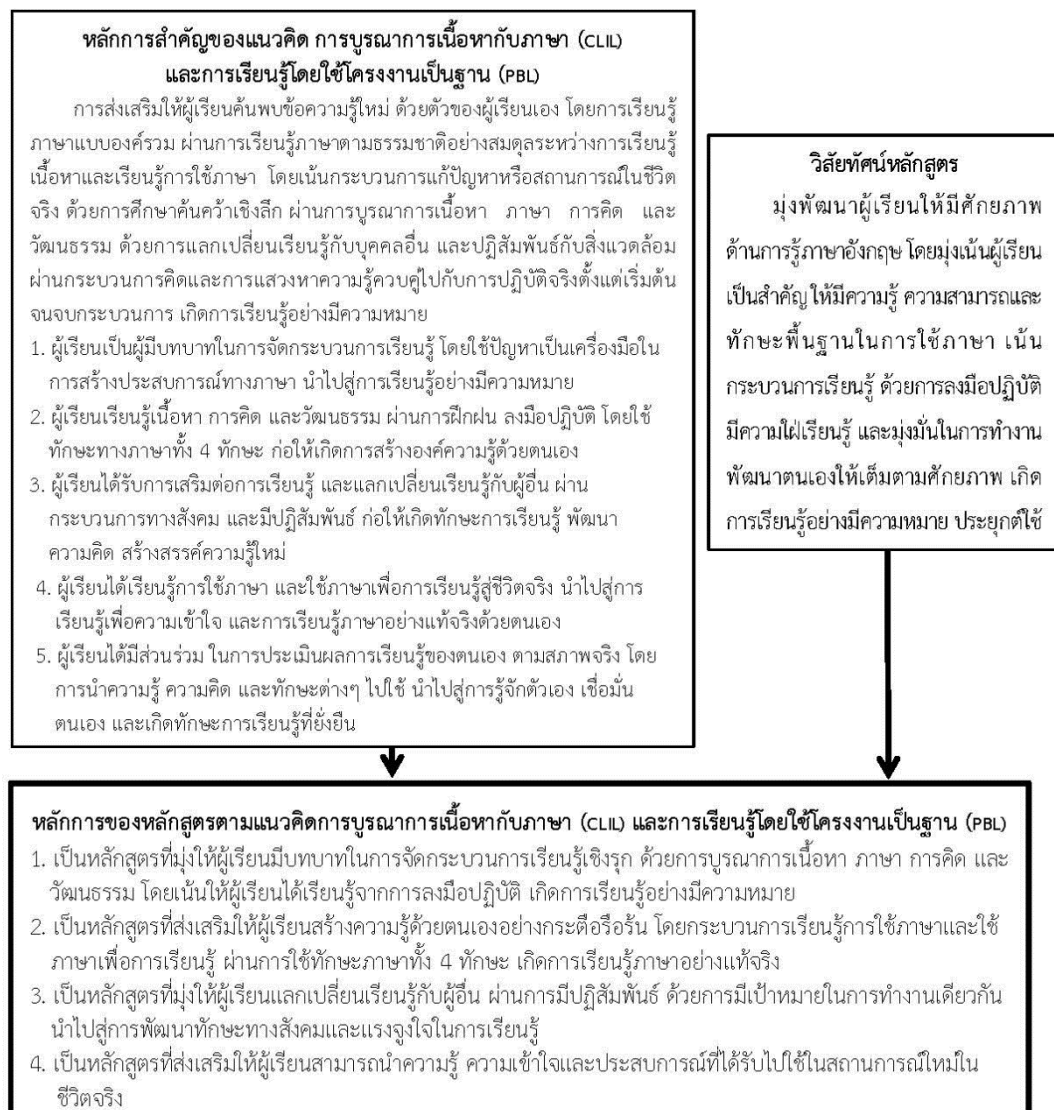 หลักการสำคัญของแนวคิด การบูรณาการเนื้อหากับภาษา (CLIL)
และการเรียนรู้โดยใช้โครงงานเป็นฐาน (PBL)
การส่งเสริมให้ผู้เรียนค้นพบข้อความรู้ใหม่ ด้วยตัวของผู้เรียนเอง โดยการเรียนรู้
ภาษาแบบองค์รวม ผ่านการเรียนรู้ภาษาตามธรรมชาติอย่างสมดุลระหว่างการเรียนรู้
เนื้อหาและเรียนรู้การใช้ภาษา โดยเน้นกระบวนการแก้ปัญหาหรือสถานการณ์ในชีวิต
จริง ด้วยการศึกษาค้นคว้าเชิงลึก ผ่านการบูรณาการเนื้อหา ภาษา การคิด และ
วัฒนธรรม ด้วยการแลกเปลี่ยนเรียนรู้กับบุคคลอื่น และปฏิสัมพันธ์กับสิ่งแวดล้อม
ผ่านกระบวนการคิดและการแสวงหาความรู้ควบคู่ไปกับการปฏิบัติจริงตั้งแต่เริ่มต้น
จนจบกระบวนการ เกิดการเรียนรู้อย่างมีความหมาย
1. ผู้เรียนเป็นผู้มีบทบาทในการจัดกระบวนการเรียนรู้ โดยใช้ปัญหาเป็นเครื่องมือใน
การสร้างประสบการณ์ทางภาษา นำไปสู่การเรียนรู้อย่างมีความหมาย
2. ผู้เรียนเรียนรู้เนื้อหา การคิด และวัฒนธรรม ผ่านการฝึกฝน ลงมือปฏิบัติ โดยใช้
ทักษะทางภาษาทั้ง 4 ทักษะ ก่อให้เกิดการสร้างองค์ความรู้ด้วยตนเอง
3. ผู้เรียนได้รับการเสริมต่อการเรียนรู้ และแลกเปลี่ยนเรียนรู้กับผู้อื่น ผ่าน
กระบวนการทางสังคม และมีปฏิสัมพันธ์ ก่อให้เกิดทักษะการเรียนรู้ พัฒนา
ความคิด สร้างสรรค์ความรู้ใหม่
4. ผู้เรียนได้เรียนรู้การใช้ภาษา และใช้ภาษาเพื่อการเรียนรู้สู่ชีวิตจริง นำไปสู่การ
เรียนรู้เพื่อความเข้าใจ และการเรียนรู้ภาษาอย่างแท้จริงด้วยตนเอง
5. ผู้เรียนได้มีส่วนร่วม ในการประเมินผลการเรียนรู้ของตนเอง ตามสภาพจริง โดย
การนำความรู้ ความคิด และทักษะต่างๆ ไปใช้ นำไปสู่การรู้จักตัวเอง เชื่อมั่น
ตนเอง และเกิดทักษะการเรียนรู้ที่ยั่งยืน
วิสัยทัศน์หลักสูตร
มุ่งพัฒนาผู้เรียนให้มีศักยภาพ
ด้านการรู้ภาษาอังกฤษ โดยมุ่งเน้นผู้เรียน
เป็นสำคัญ ให้มีความรู้ ความสามารถและ
ทักษะพื้นฐานในการใช้ภาษา เน้น
กระบวนการเรียนรู้ ด้วยการลงมือปฏิบัติ
มีความใฝ่เรียนรู้ และมุ่งมั่นในการทำงาน
พัฒนาตนเองให้เต็มตามศักยภาพ เกิด
การเรียนรู้อย่างมีความหมาย ประยุกต์ใช้
หลักการของหลักสูตรตามแนวคิดการบูรณาการเนื้อหากับภาษา (CLIL) และการเรียนรู้โดยใช้โครงงานเป็นฐาน (PBL)
1. เป็นหลักสูตรที่มุ่งให้ผู้เรียนมีบทบาทในการจัดกระบวนการเรียนรู้เชิงรุก ด้วยการบูรณาการเนื้อหา ภาษา การคิด และ
วัฒนธรรม โดยเน้นให้ผู้เรียนได้เรียนรู้จากการลงมือปฏิบัติ เกิดการเรียนรู้อย่างมีความหมาย
2. เป็นหลักสูตรที่ส่งเสริมให้ผู้เรียนสร้างความรู้ด้วยตนเองอย่างกระตือรือร้น โดยกระบวนการเรียนรู้การใช้ภาษาและใช้
ภาษาเพื่อการเรียนรู้ ผ่านการใช้ทักษะภาษาทั้ง 4 ทักษะ เกิดการเรียนรู้ภาษาอย่างแท้จริง
3. เป็นหลักสูตรที่มุ่งให้ผู้เรียนแลกเปลี่ยนเรียนรู้กับผู้อื่น ผ่านการมีปฏิสัมพันธ์ ด้วยการมีเป้าหมายในการทำงานเดียวกัน
นำไปสู่การพัฒนาทักษะทางสังคมและแรงจูงใจในการเรียนรู้
4. เป็นหลักสูตรที่ส่งเสริมให้ผู้เรียนสามารถนำความรู้ ความเข้าใจและประสบการณ์ที่ได้รับไปใช้ในสถานการณ์ใหม่ใน
ชีวิตจริง